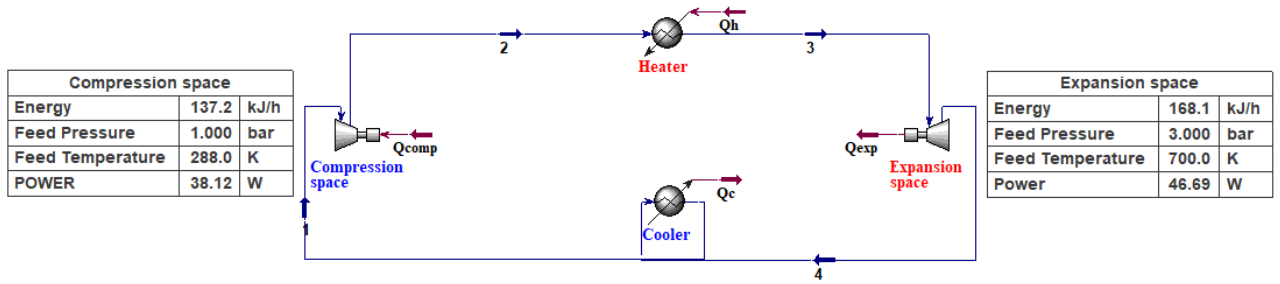 Qh
2
3
Heater
Compression space
Energy 137.2 kJ/h
Feed Pressure 1.000 bar
Feed Temperature 288.0 K
POWER 38.12 W
Qcomp
Compression
space
Qexp
Expansion
space
Expansion space
Energy 168.1 kJ/h
Feed Pressure 3.000 bar
Feed Temperature 700.0 K
Power 46.69 W
Qc
Cooler
1
4